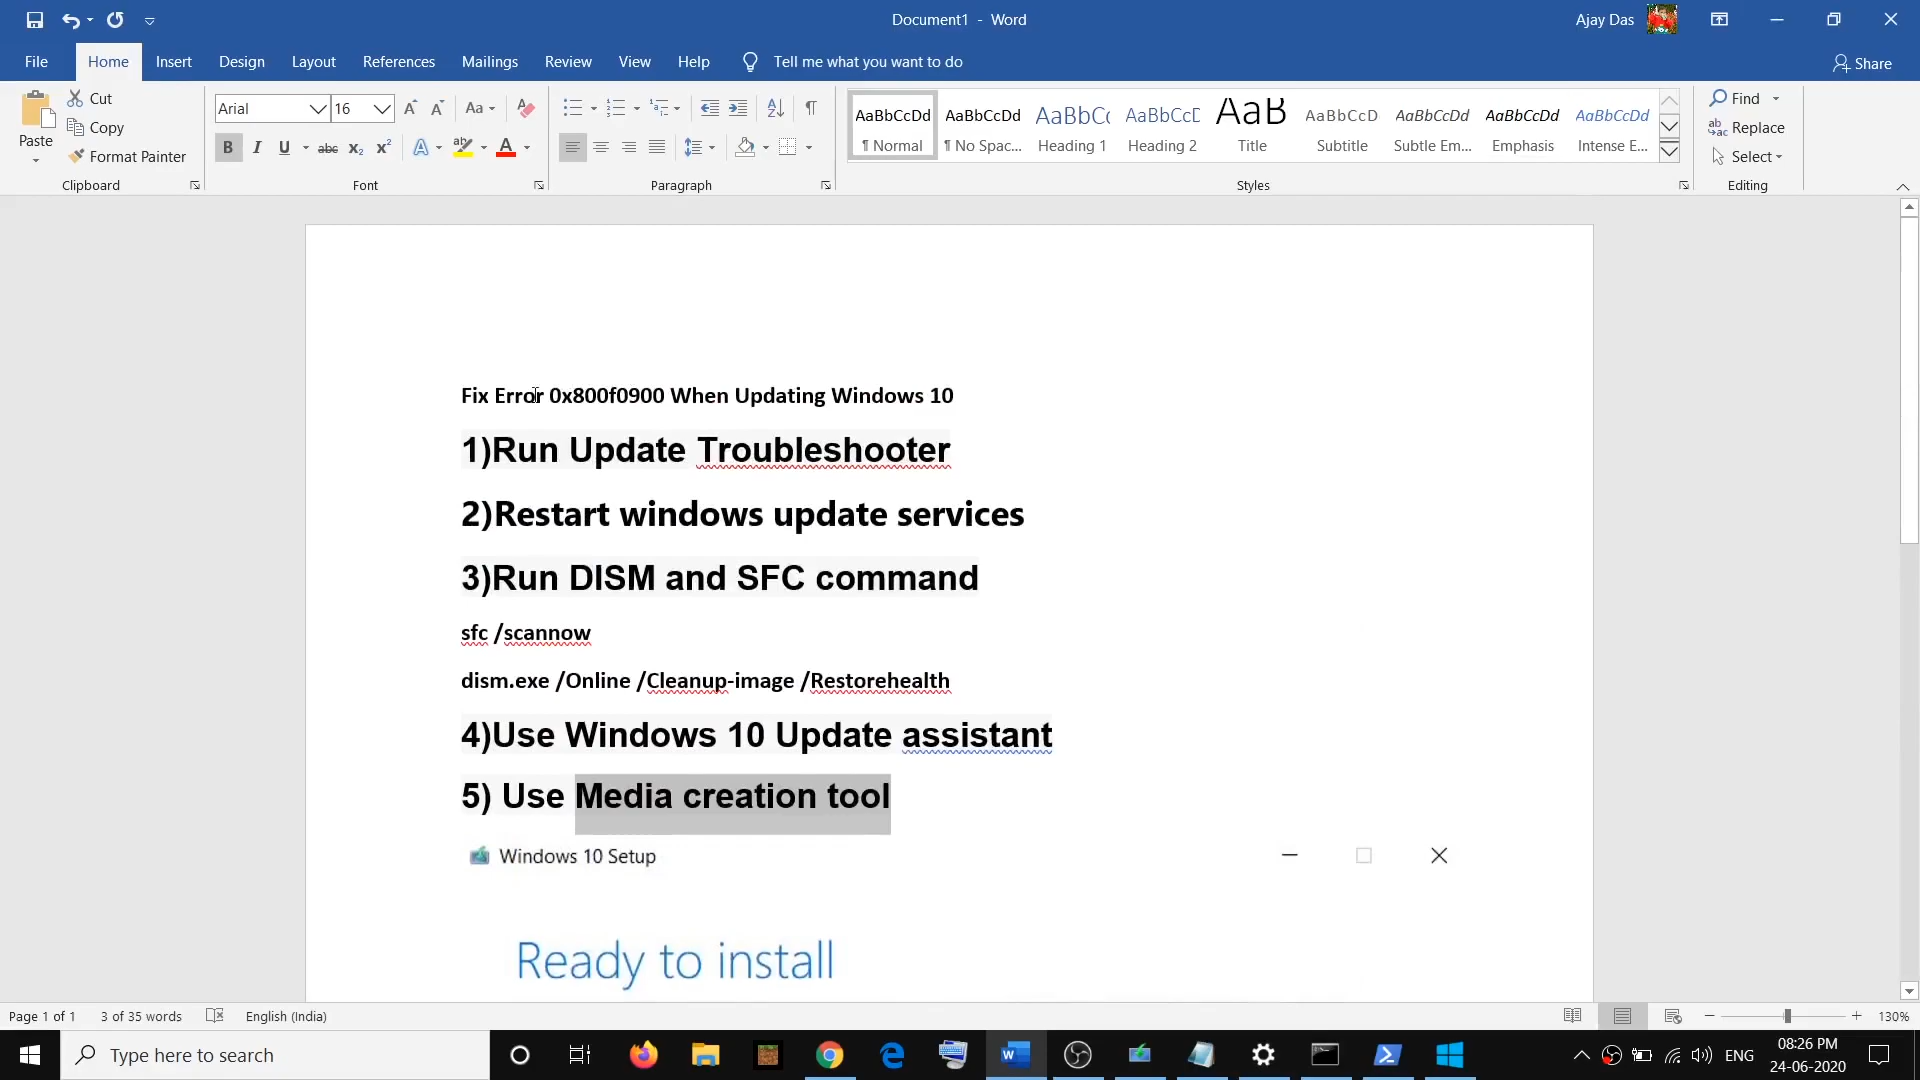 Document1 - Word
Ajay Das
File Home Insert Design Layout References Mailings Review View Help Tell me what you want to do
Share
Paste
Cut
Copy
Format Painter
Clipboard
Arial 16
Aa
B I U abc x₂ x² A ab A
Font
Paragraph
AaBbCcDd AaBbCcDd AaBbCc AaBbCcD AaB AaBbCcD AaBbCcDd AaBbCcDd AaBbCcDd
¶ Normal ¶ No Spac... Heading 1 Heading 2 Title Subtitle Subtle Em... Emphasis Intense E...
Styles
Find
Replace
Select
Editing
Fix Error 0x800f0900 When Updating Windows 10
1)Run Update Troubleshooter
2)Restart windows update services
3)Run DISM and SFC command
sfc /scannow
dism.exe /Online /Cleanup-image /Restorehealth
4)Use Windows 10 Update assistant
5) Use Media creation tool
Windows 10 Setup
Ready to install
Page 1 of 1 3 of 35 words English (India) 130%
Type here to search
ENG
08:26 PM
24-06-2020